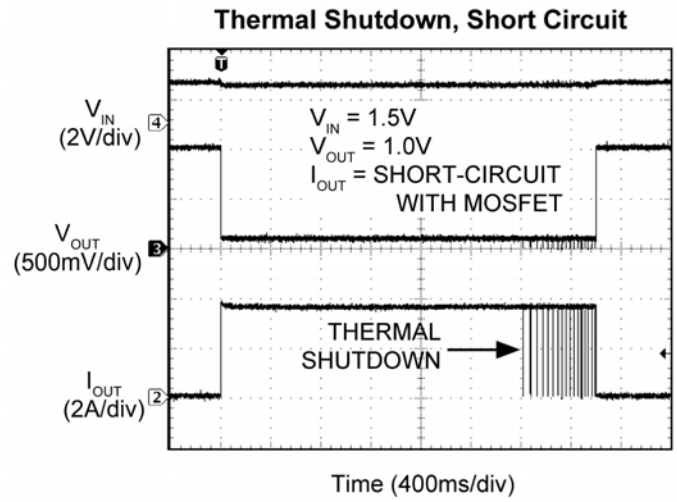 Thermal Shutdown, Short Circuit
T
V_IN
(2V/div)
4
V_IN = 1.5V
V_OUT = 1.0V
I_OUT = SHORT-CIRCUIT
WITH MOSFET
V_OUT
(500mV/div)
3
THERMAL
SHUTDOWN
I_OUT
(2A/div)
2
Time (400ms/div)